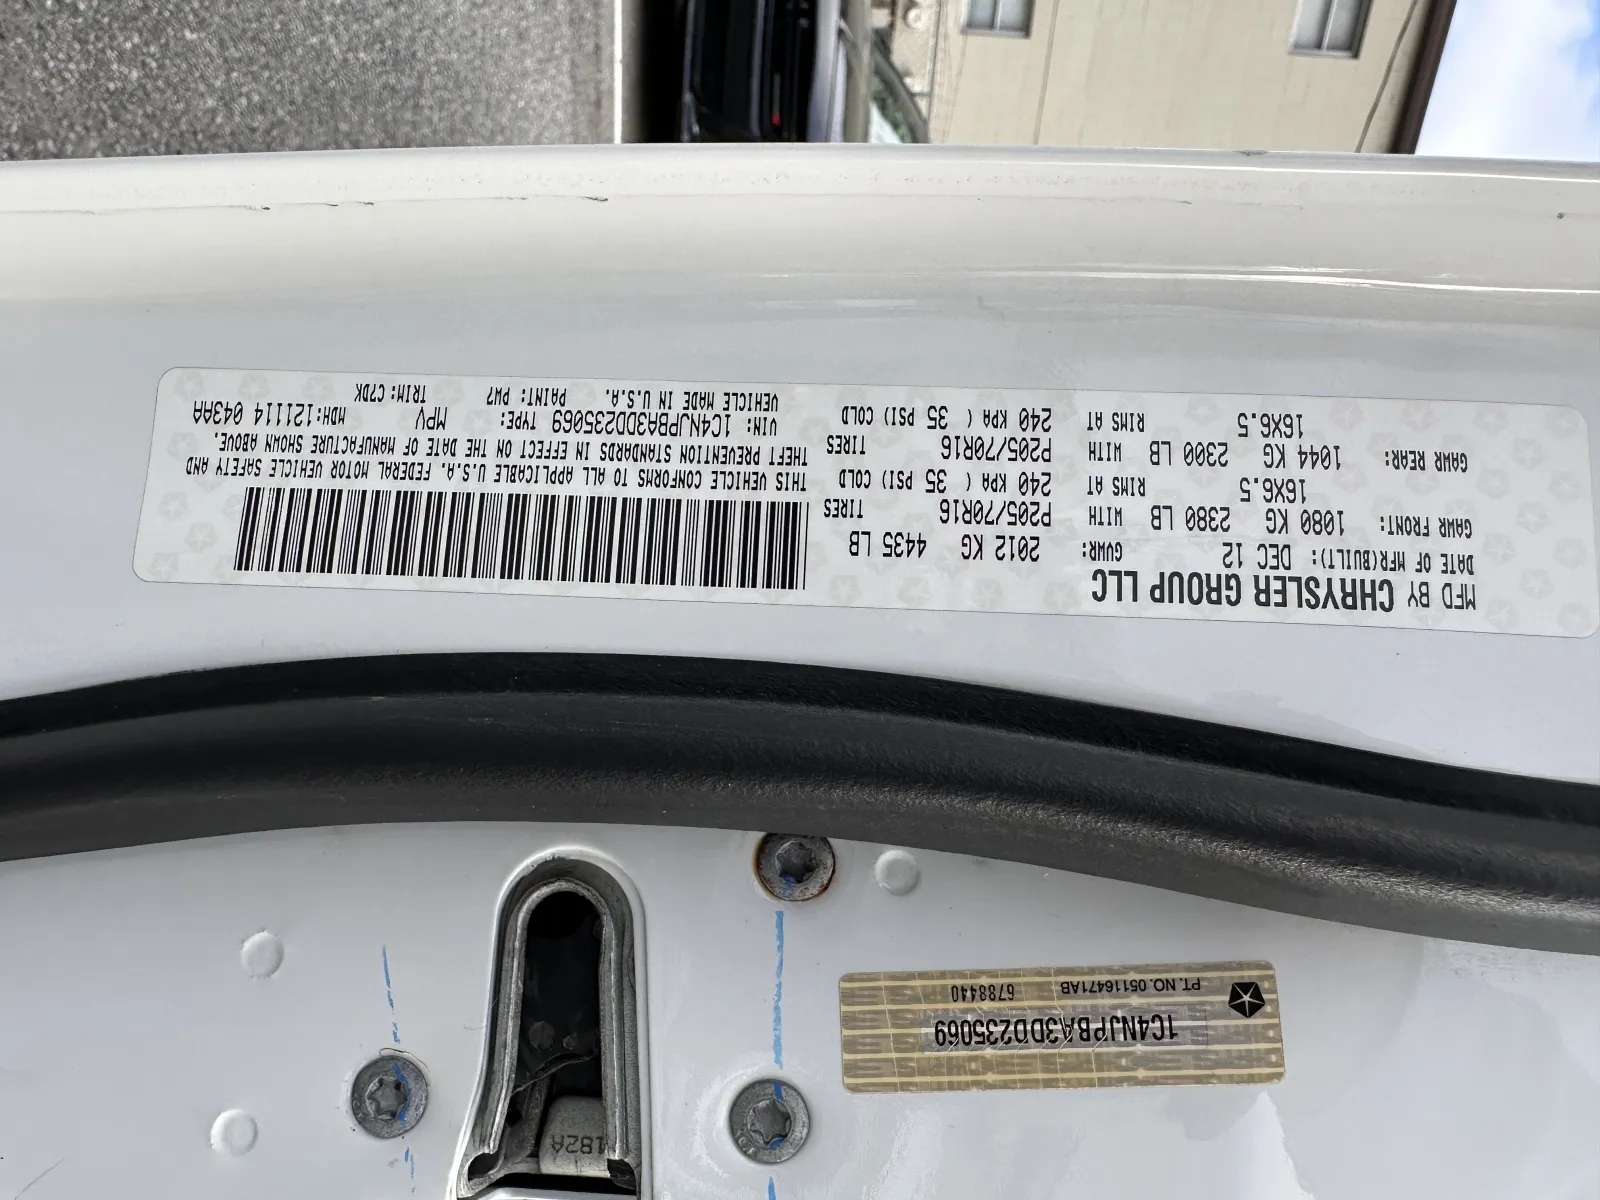 MFD BY CHRYSLER GROUP LLC
DATE OF MFR(BUILT): DEC 12 GVWR: 2012 KG 4435 LB
GAWR FRONT: 1080 KG 2380 LB WITH P205/70R16 TIRES
16X6.5 RIMS AT 240 KPA ( 35 PSI) COLD
GAWR REAR: 1044 KG 2300 LB WITH P205/70R16 TIRES
16X6.5 RIMS AT 240 KPA ( 35 PSI) COLD
THIS VEHICLE CONFORMS TO ALL APPLICABLE U.S.A. FEDERAL MOTOR VEHICLE SAFETY AND
THEFT PREVENTION STANDARDS IN EFFECT ON THE DATE OF MANUFACTURE SHOWN ABOVE.
VIN: 1C4NJPBA3DD235069 TYPE: MPV MDH:121114 043AA
VEHICLE MADE IN U.S.A. PAINT: PW7 TRIM: C7DK
1C4NJPBA3DD235069
PT. NO. 05116471AB 6788440
182A